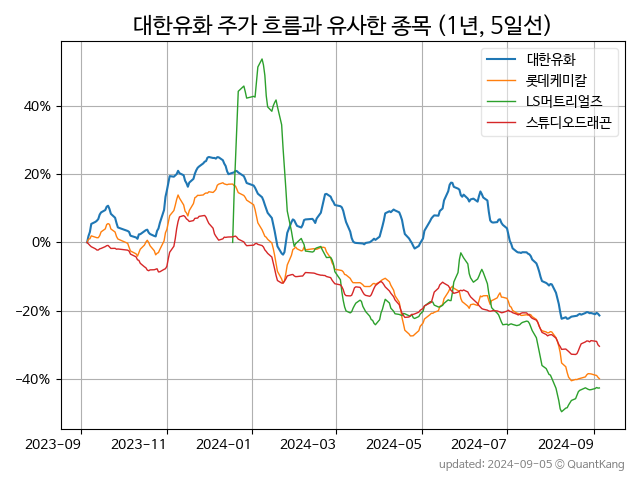 대한유화 주가 흐름과 유사한 종목 (1년, 5일선)
대한유화
롯데케미칼
LS머트리얼즈
스튜디오드래곤
40%
20%
0%
−20%
−40%
2023-09 2023-11 2024-01 2024-03 2024-05 2024-07 2024-09
updated: 2024-09-05 ⓒ QuantKang